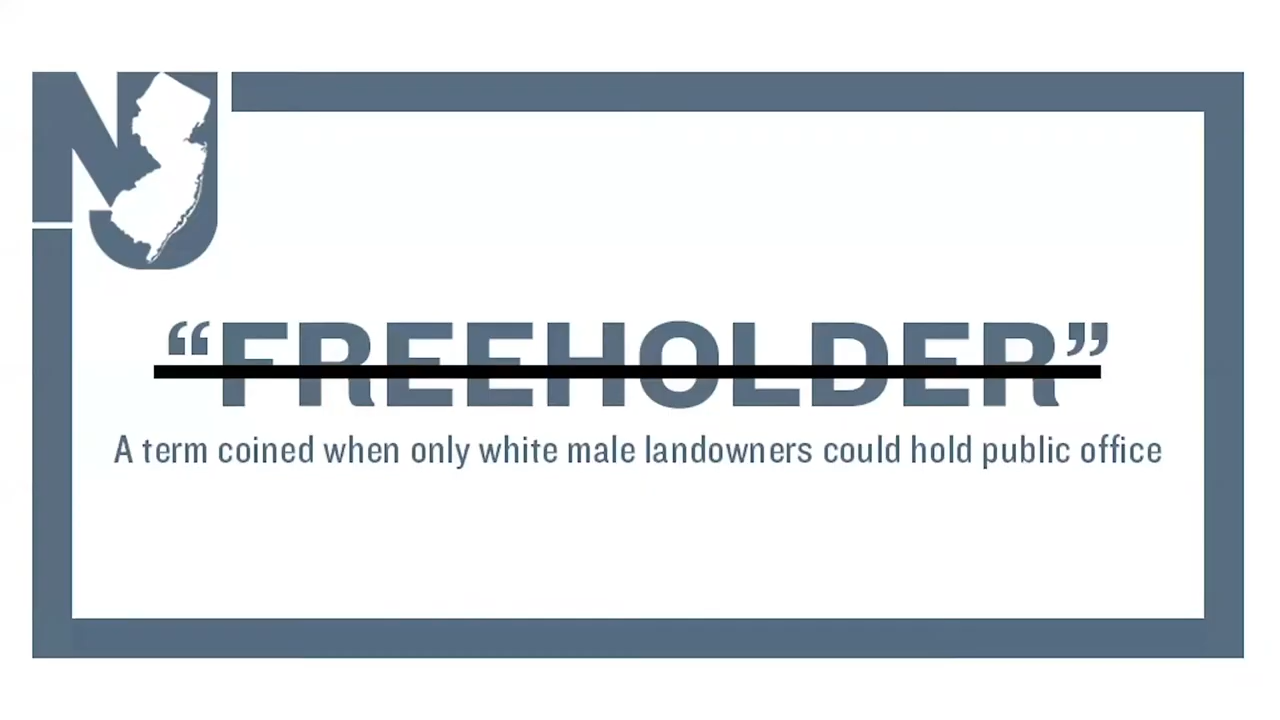 NJ
“FREEHOLDER”
A term coined when only white male landowners could hold public office